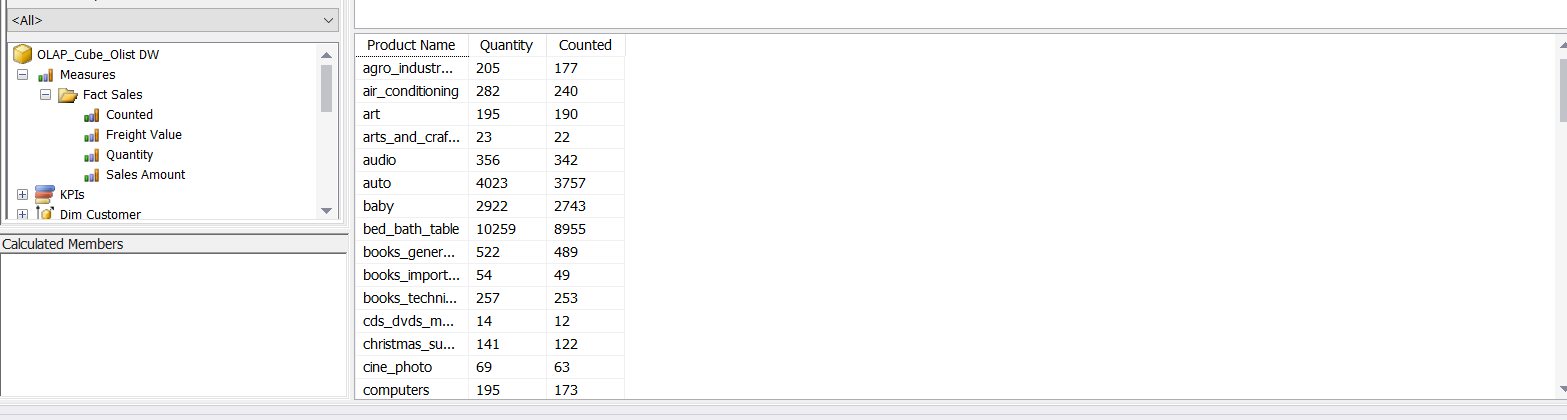 <All>
OLAP_Cube_Olist DW
Measures
Fact Sales
Counted
Freight Value
Quantity
Sales Amount
KPIs
Dim Customer
Calculated Members
Product Name Quantity Counted
agro_industr... 205 177
air_conditioning 282 240
art 195 190
arts_and_craf... 23 22
audio 356 342
auto 4023 3757
baby 2922 2743
bed_bath_table 10259 8955
books_gener... 522 489
books_import... 54 49
books_techni... 257 253
cds_dvds_m... 14 12
christmas_su... 141 122
cine_photo 69 63
computers 195 173